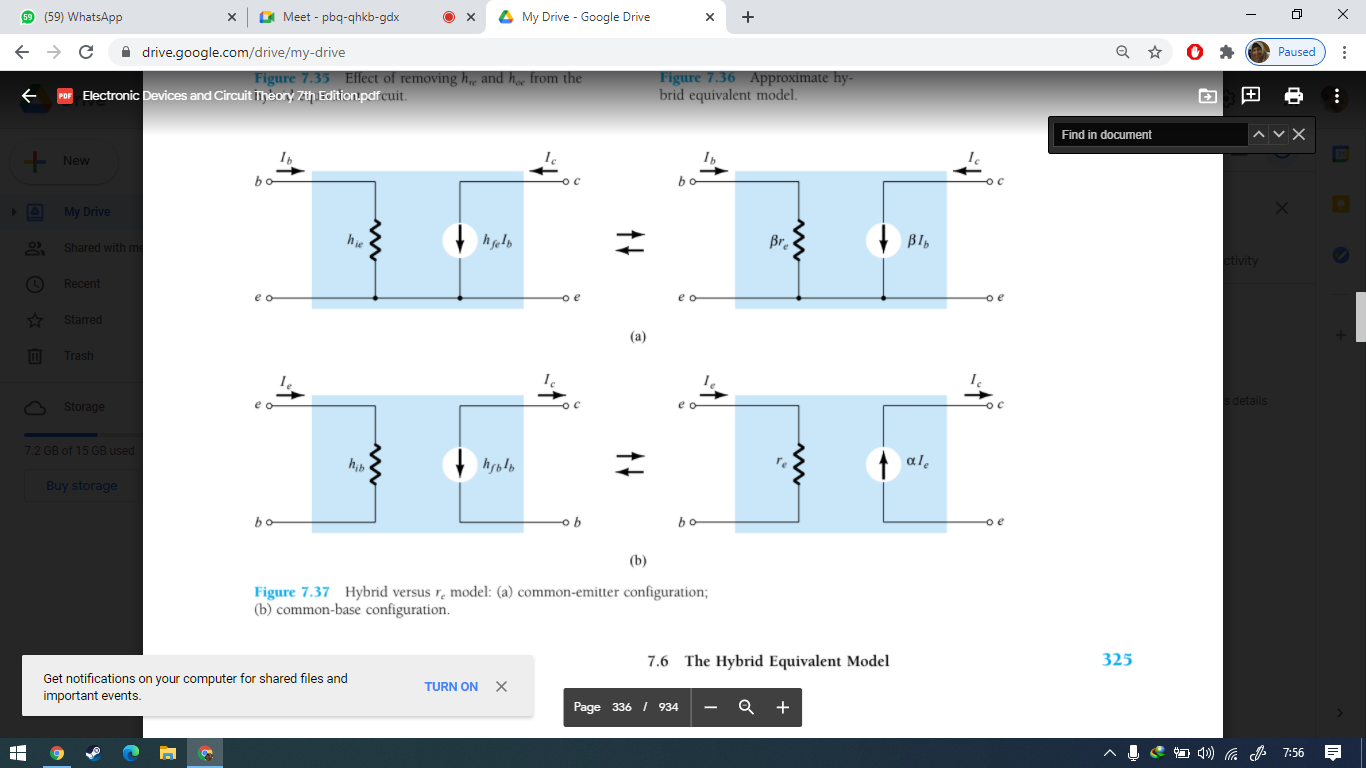 (59) WhatsApp
Meet - pbq-qhkb-gdx
My Drive - Google Drive
drive.google.com/drive/my-drive
Paused
Figure 7.35 Effect of removing hre and hoe from the
Figure 7.36 Approximate hy-
brid equivalent model.
PDF Electronic Devices and Circuit Theory 7th Edition.pdf
Find in document
New
My Drive
Shared with me
Recent
Starred
Trash
Storage
7.2 GB of 15 GB used
Buy storage
Ib Ic Ib Ic
b c b c
hie hfeIb βre βIb
e e e e
(a)
Ie Ic Ie Ic
e c e c
hib hfbIb re αIe
b b b e
(b)
Figure 7.37 Hybrid versus re model: (a) common-emitter configuration;
(b) common-base configuration.
7.6 The Hybrid Equivalent Model 325
Get notifications on your computer for shared files and
important events.
TURN ON
Page 336 / 934
7:56